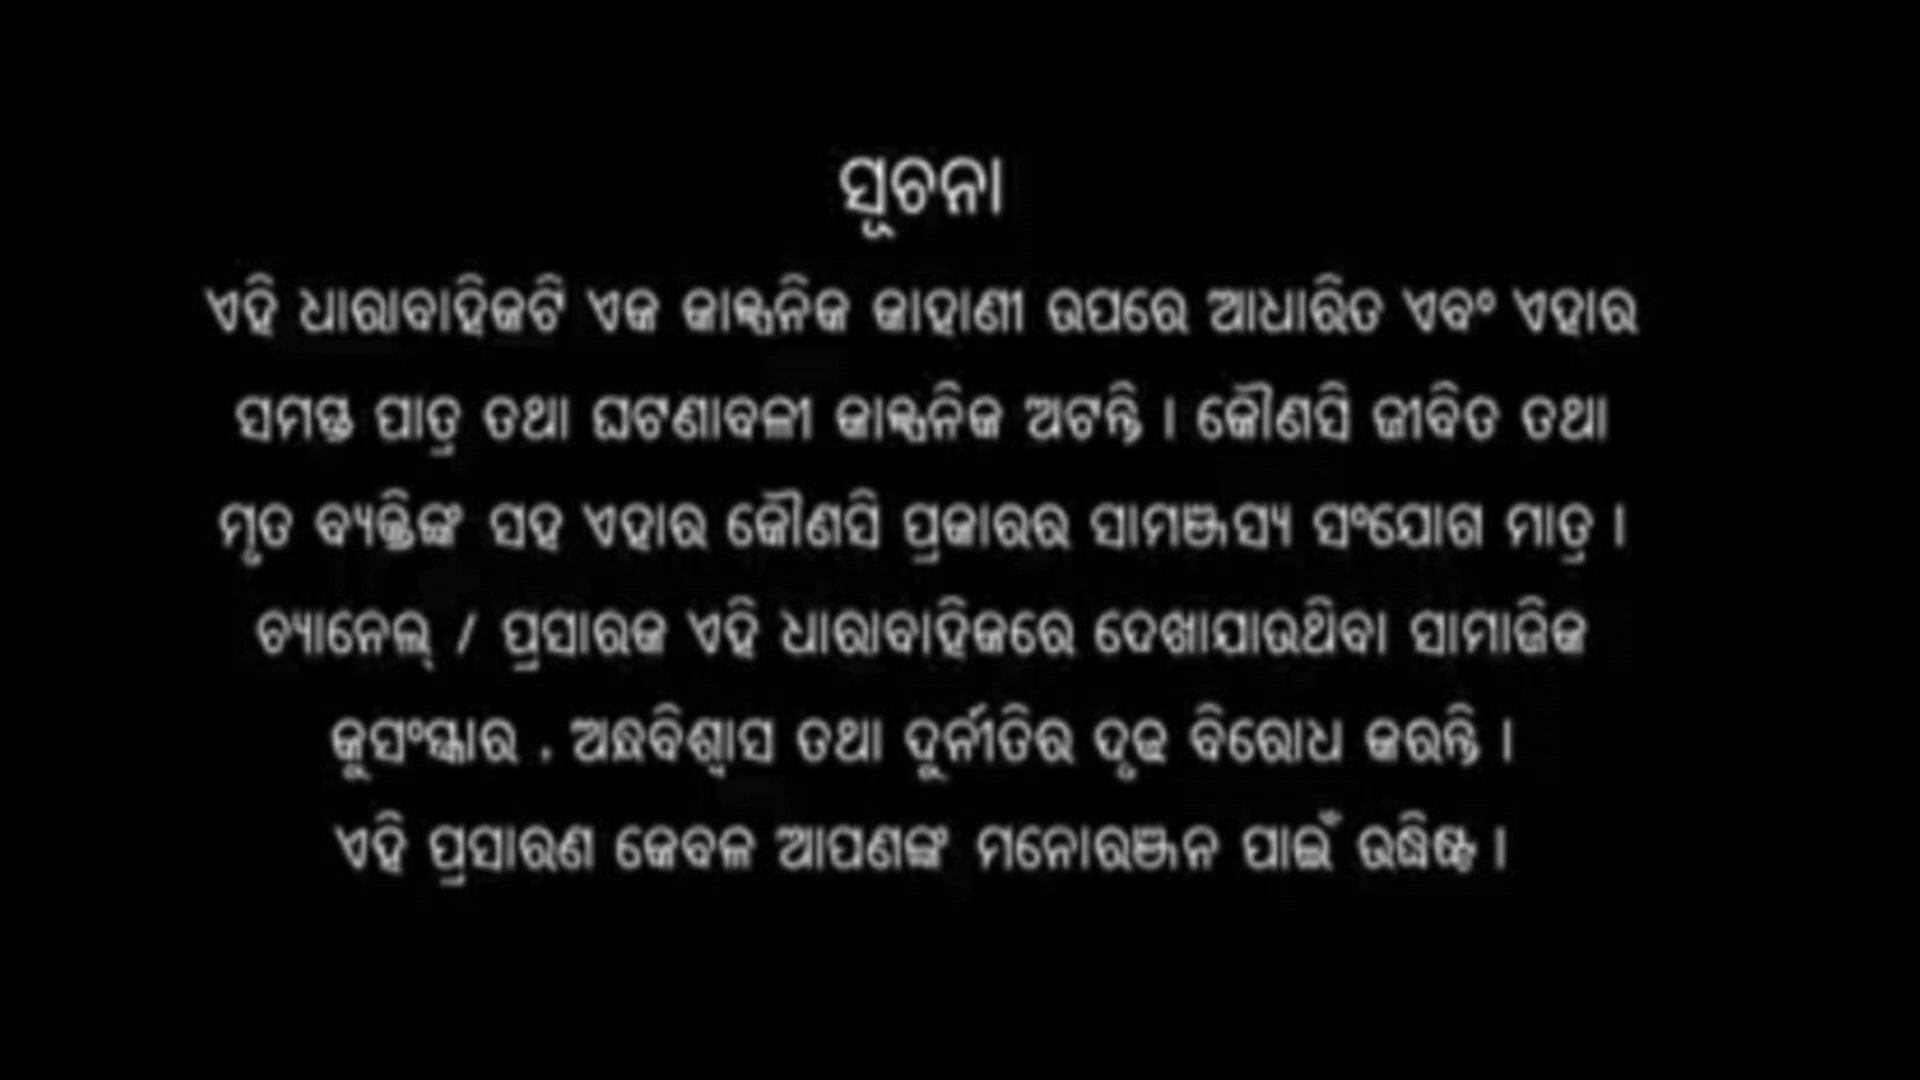 ସୂଚନା
ଏହି ଧାରାବାହିକଟି ଏକ କାଳ୍ପନିକ କାହାଣୀ ଉପରେ ଆଧାରିତ ଏବଂ ଏହାର
ସମସ୍ତ ପାତ୍ର ତଥା ଘଟଣାବଳୀ କାଳ୍ପନିକ ଅଟନ୍ତି । କୌଣସି ଜୀବିତ ତଥା
ମୃତ ବ୍ୟକ୍ତିଙ୍କ ସହ ଏହାର କୌଣସି ପ୍ରକାରର ସାମଞ୍ଜସ୍ୟ ସଂଯୋଗ ମାତ୍ର ।
ଚ୍ୟାନେଲ୍ / ପ୍ରସାରକ ଏହି ଧାରାବାହିକରେ ଦେଖାଯାଉଥିବା ସାମାଜିକ
କୁସଂସ୍କାର , ଅନ୍ଧବିଶ୍ୱାସ ତଥା ଦୁର୍ନୀତିର ଦୃଢ ବିରୋଧ କରନ୍ତି ।
ଏହି ପ୍ରସାରଣ କେବଳ ଆପଣଙ୍କ ମନୋରଞ୍ଜନ ପାଇଁ ଉଦ୍ଧିଷ୍ଟ ।